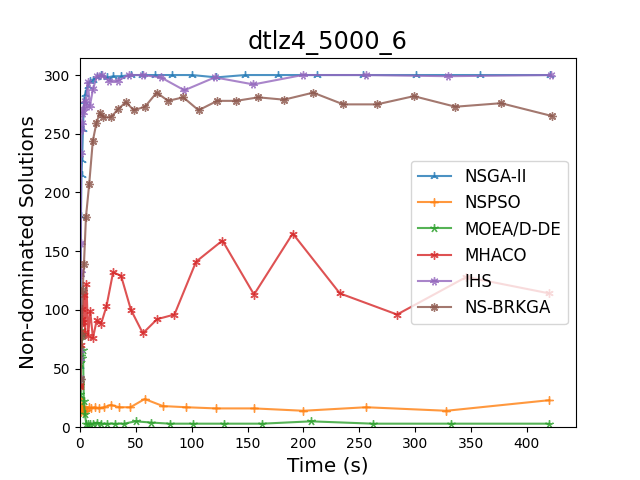 dtlz4_5000_6
Non-dominated Solutions
300
250
200
150
100
50
0
NSGA-II
NSPSO
MOEA/D-DE
MHACO
IHS
NS-BRKGA
0 50 100 150 200 250 300 350 400
Time (s)